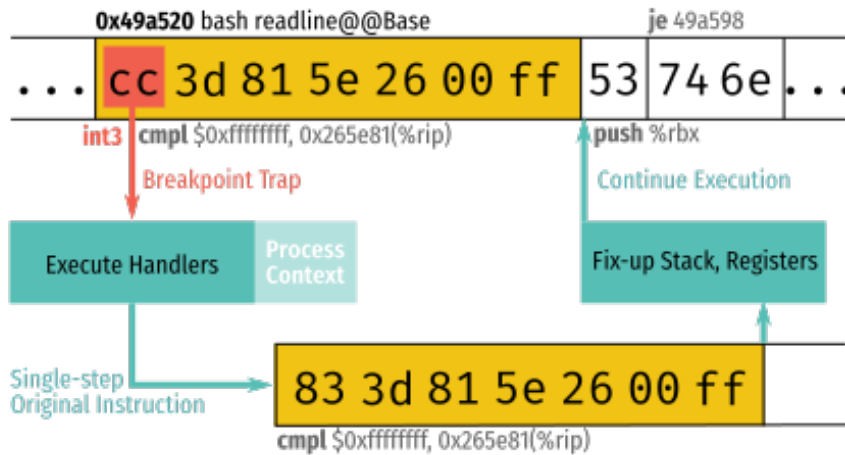 0x49a520 bash readline@@Base
je 49a598
... cc 3d 81 5e 26 00 ff 53 74 6e ...
int3 cmpl $0xffffffff, 0x265e81(%rip)
push %rbx
Breakpoint Trap
Continue Execution
Execute Handlers
Process
Context
Fix-up Stack, Registers
Single-step
Original Instruction
83 3d 81 5e 26 00 ff
cmpl $0xffffffff, 0x265e81(%rip)